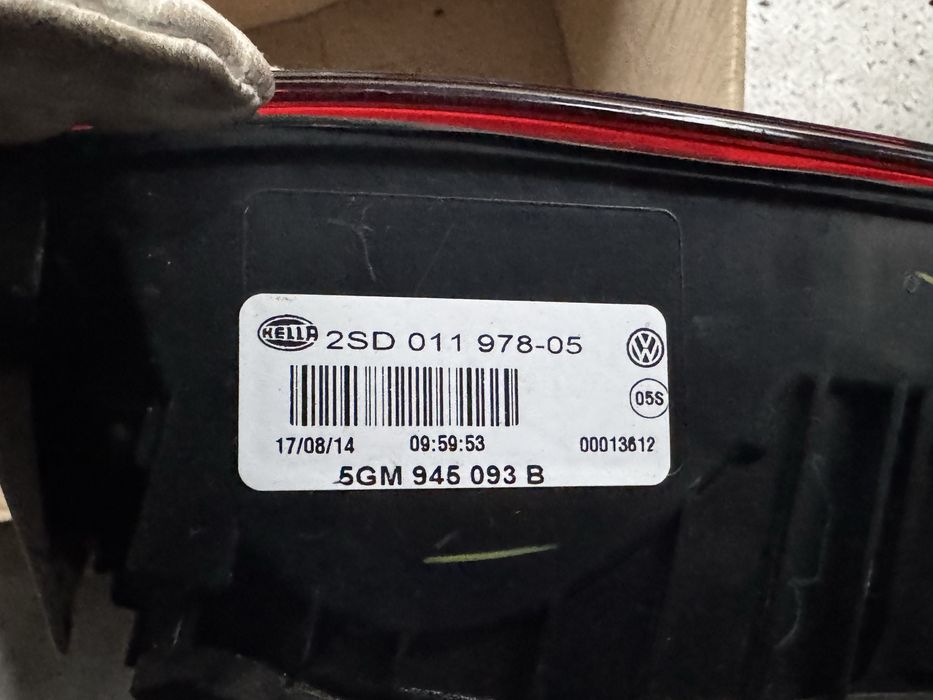 HELLA 2SD 011 978-05
VW
05S
17/08/14 09:59:53 00013612
5GM 945 093 B